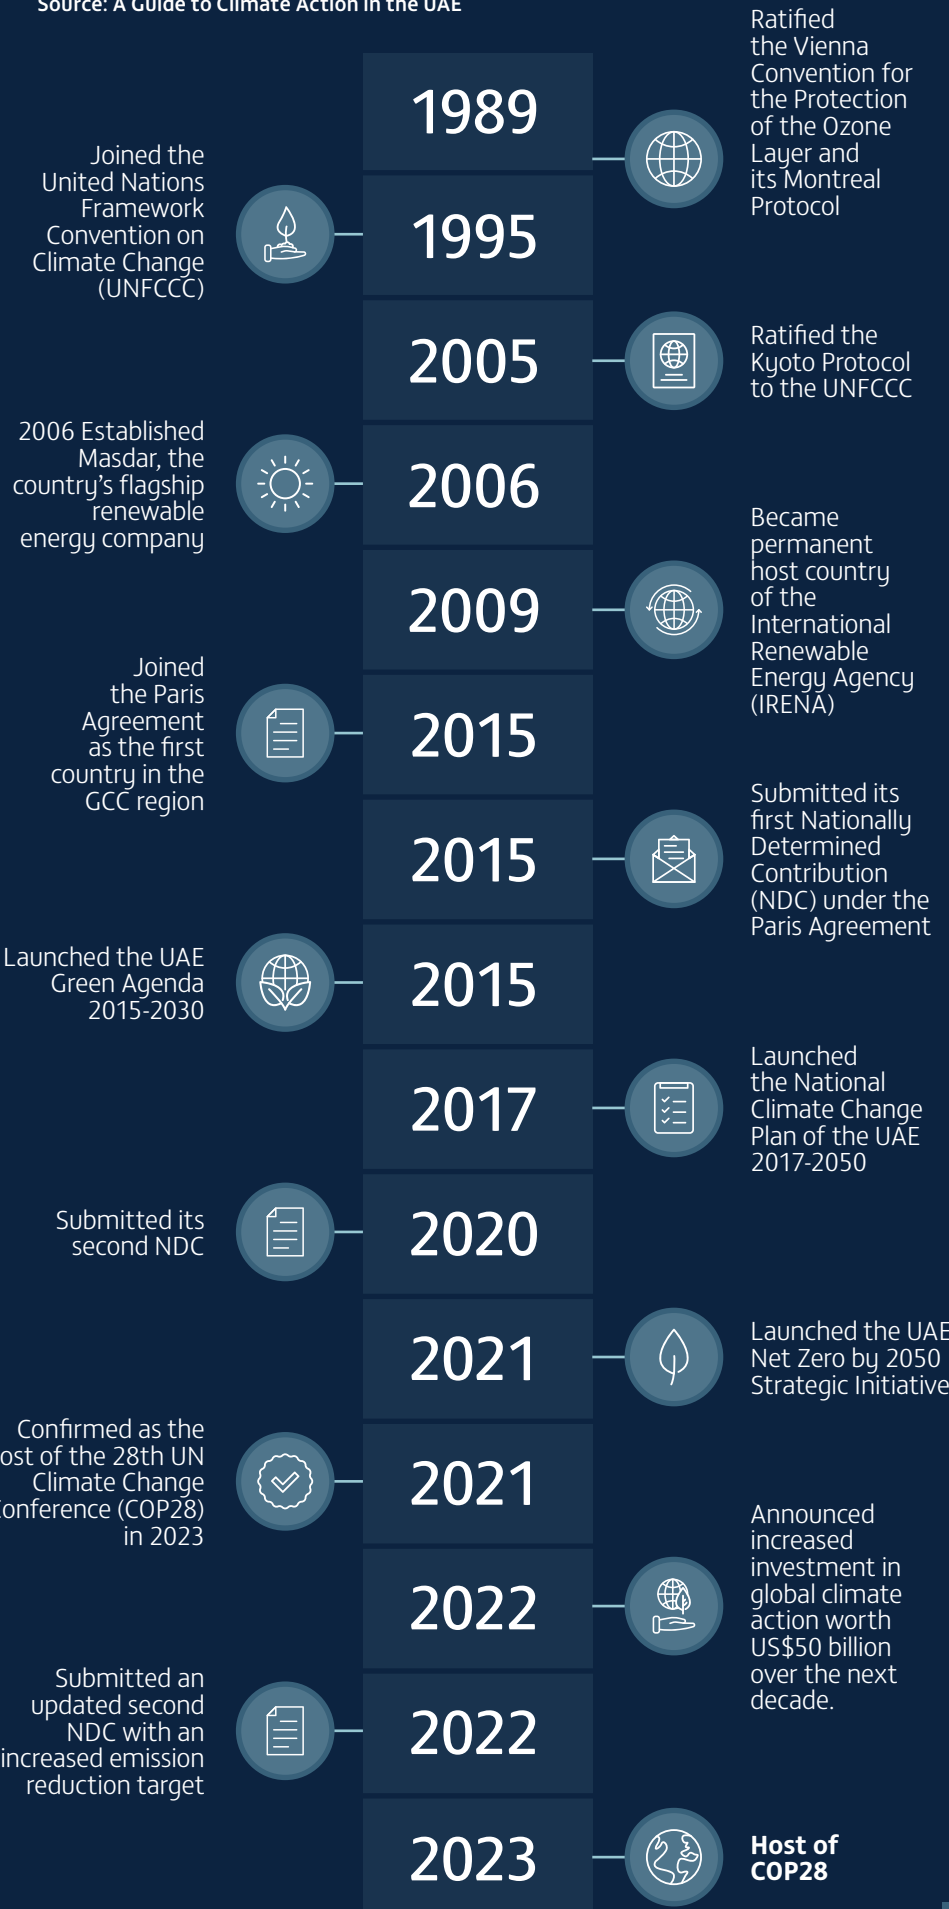 Source: A Guide to Climate Action in the UAE
1989
Ratified
the Vienna
Convention for
the Protection
of the Ozone
Layer and
its Montreal
Protocol
Joined the
United Nations
Framework
Convention on
Climate Change
(UNFCCC)
1995
2005
Ratified the
Kyoto Protocol
to the UNFCCC
2006 Established
Masdar, the
country's flagship
renewable
energy company
2006
2009
Became
permanent
host country
of the
International
Renewable
Energy Agency
(IRENA)
Joined
the Paris
Agreement
as the first
country in the
GCC region
2015
2015
Submitted its
first Nationally
Determined
Contribution
(NDC) under the
Paris Agreement
Launched the UAE
Green Agenda
2015-2030
2015
2017
Launched
the National
Climate Change
Plan of the UAE
2017-2050
Submitted its
second NDC
2020
2021
Launched the UAE
Net Zero by 2050
Strategic Initiative
Confirmed as the
ost of the 28th UN
Climate Change
Conference (COP28)
in 2023
2021
2022
Announced
increased
investment in
global climate
action worth
US$50 billion
over the next
decade.
Submitted an
updated second
NDC with an
increased emission
reduction target
2022
2023
Host of
COP28